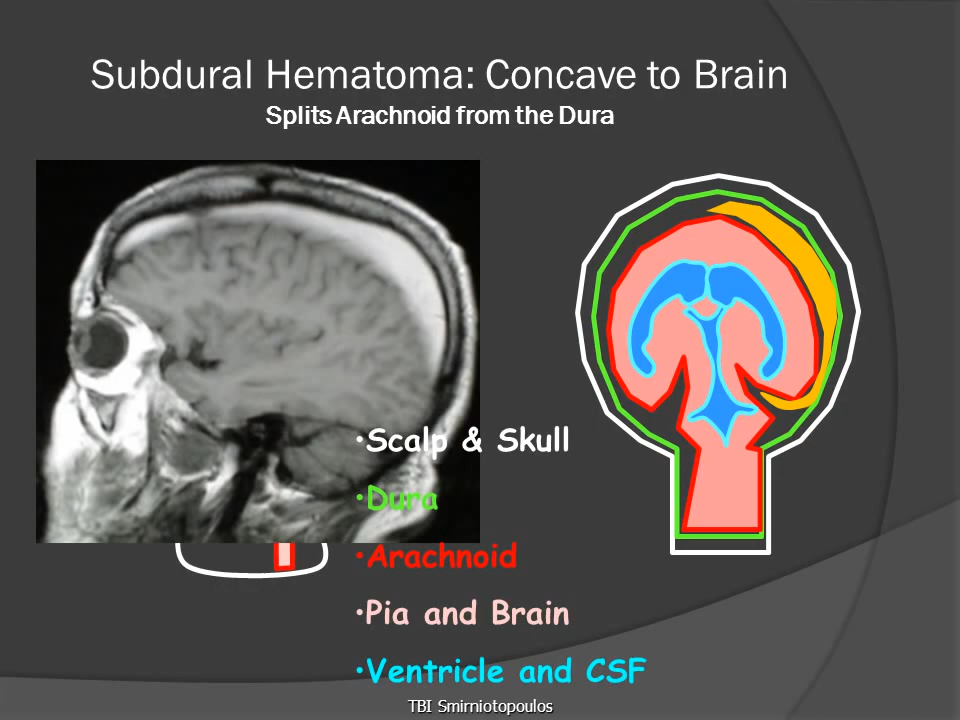 Subdural Hematoma: Concave to Brain
Splits Arachnoid from the Dura
•Scalp & Skull
•Dura
•Arachnoid
•Pia and Brain
•Ventricle and CSF
TBI Smirniotopoulos